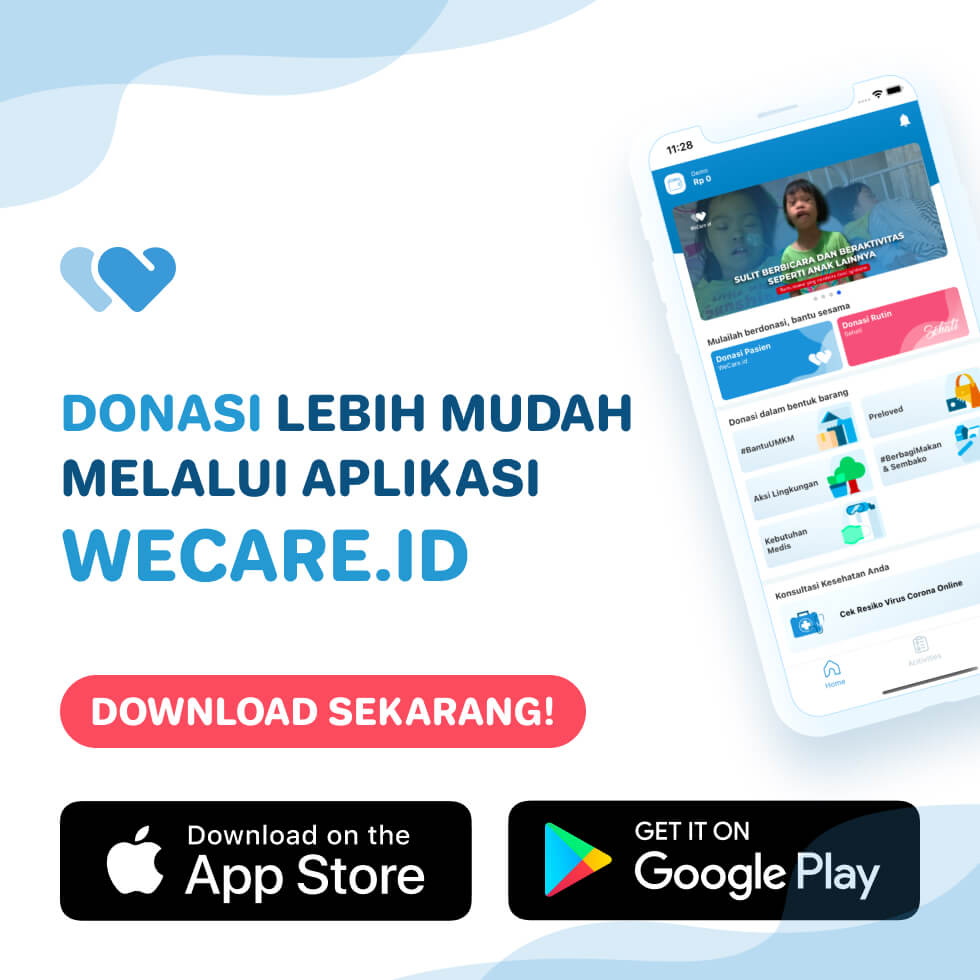 DONASI LEBIH MUDAH
MELALUI APLIKASI
WECARE.ID
DOWNLOAD SEKARANG!
Download on the
App Store
GET IT ON
Google Play
11:28
Demo
Rp 0
WeCare.id
SULIT BERBICARA DAN BERAKTIVITAS
SEPERTI ANAK LAINNYA
Mulailah berdonasi, bantu sesama
Donasi Pasien
WeCare.id
Donasi Rutin
Sehati
Sehati
Donasi dalam bentuk barang
#BantuUMKM
Preloved
Aksi Lingkungan
#BerbagiMakan
& Sembako
Kebutuhan
Medis
Konsultasi Kesehatan Anda
Cek Resiko Virus Corona Online
Home
Activities